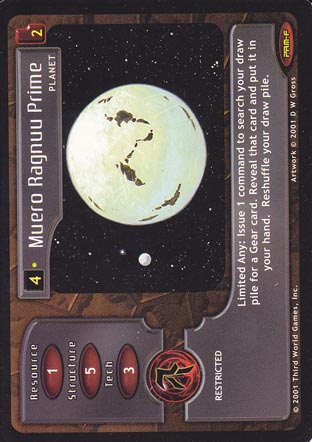 4 • Muero Ragnuu Prime
PLANET
2
Resource
1
Structure
5
Tech
3
RESTRICTED
PRM-F
Limited Any: Issue 1 command to search your draw
pile for a Gear card. Reveal that card and put it in
your hand. Reshuffle your draw pile.
© 2001 Third World Games, Inc.
Artwork © 2001 D W Gross